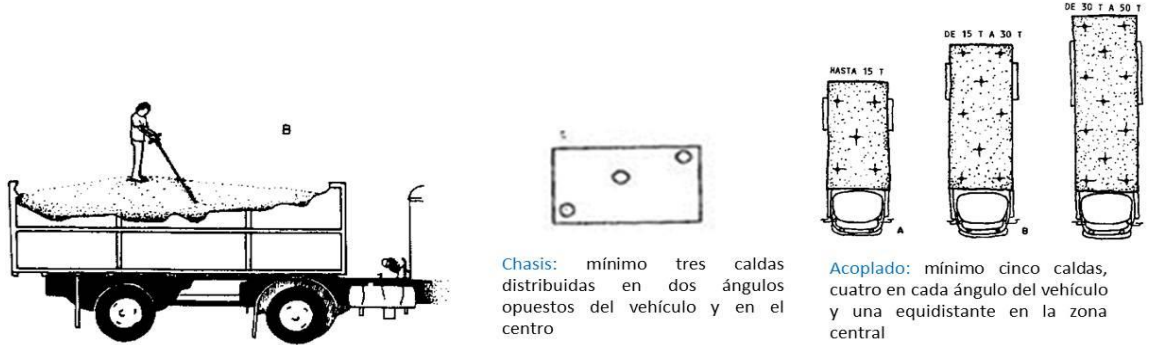 B
Chasis: mínimo tres caldas
distribuidas en dos ángulos
opuestos del vehículo y en el
centro
HASTA 15 T
A
DE 15 T A 30 T
B
DE 30 T A 50 T
Acoplado: mínimo cinco caldas,
cuatro en cada ángulo del vehículo
y una equidistante en la zona
central